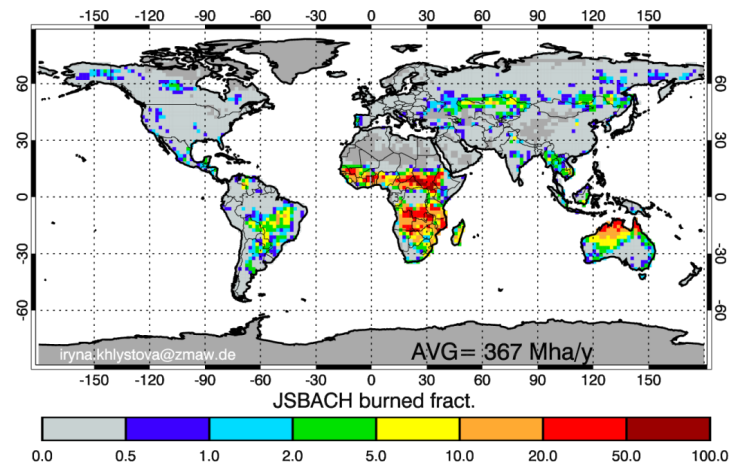 -150 -120 -90 -60 -30 0 30 60 90 120 150
60 60
30 30
0 0
-30 -30
-60 -60
iryna.khlystova@zmaw.de AVG= 367 Mha/y
-150 -120 -90 -60 -30 0 30 60 90 120 150
JSBACH burned fract.
0.0 0.5 1.0 2.0 5.0 10.0 20.0 50.0 100.0